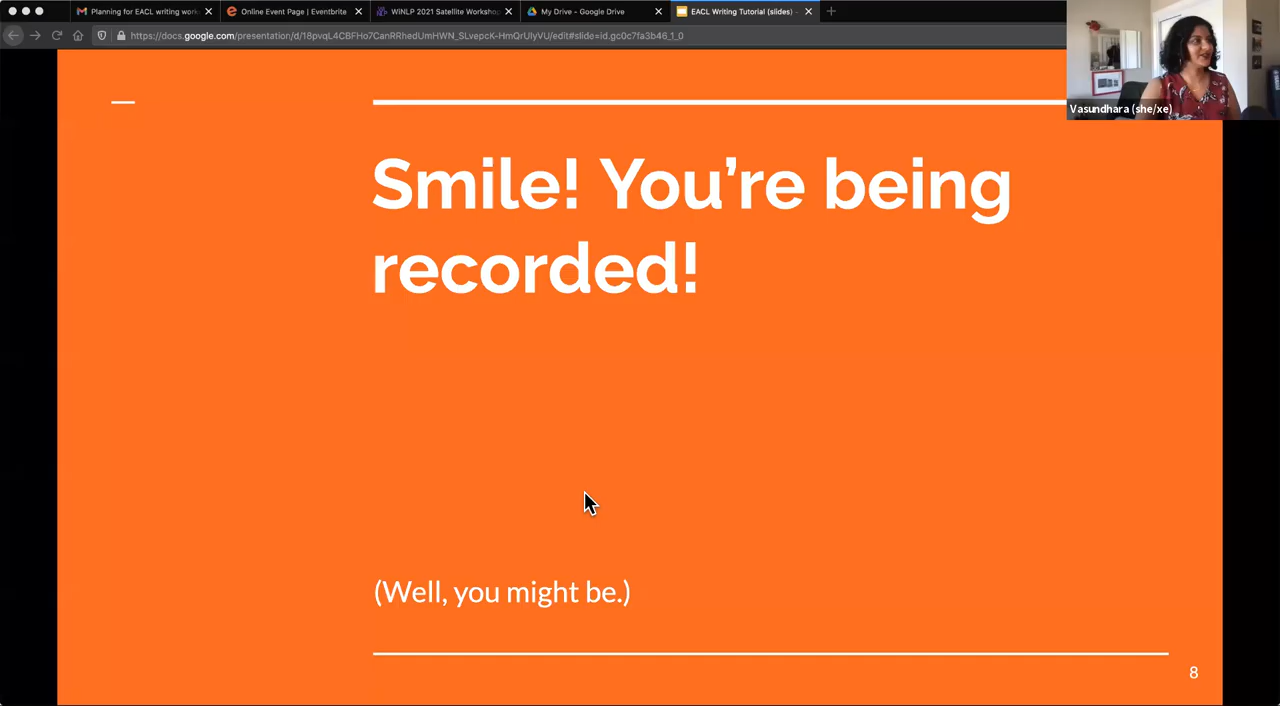 Planning for EACL writing work
Online Event Page | Eventbrite
WiNLP 2021 Satellite Worksho
My Drive - Google Drive
EACL Writing Tutorial (slides) -
https://docs.google.com/presentation/d/18pvqL4CBFHo7CanRRhedUmHWN_SLvepcK-HmQrUlyVU/edit#slide=id.gc0c7fa3b46_1_0
Vasundhara (she/xe)
Smile! You’re being
recorded!
(Well, you might be.)
8